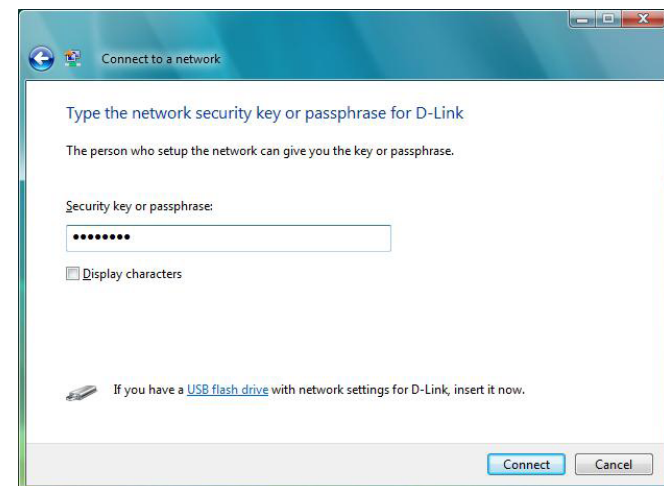 Connect to a network
Type the network security key or passphrase for D-Link
The person who setup the network can give you the key or passphrase.
Security key or passphrase:
••••••••
Display characters
If you have a USB flash drive with network settings for D-Link, insert it now.
Connect Cancel